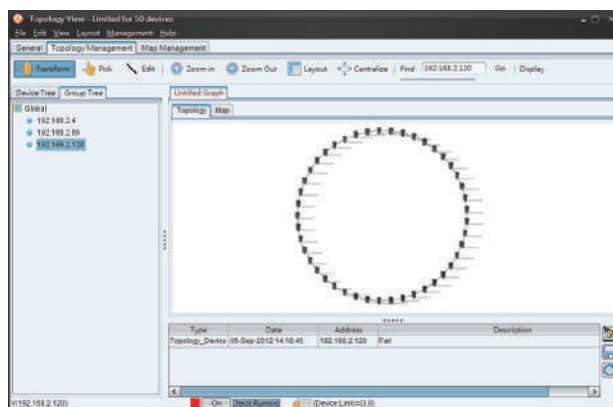 Topology View - Limited for 50 devices
File Edit View Layout Management Help
General Topology Management Map Management
Transform Pick Edit Zoom in Zoom Out Layout Centralize Find: 192.168.2.120 Go Display
Device Tree Group Tree
Untitled Graph
Global
192.168.2.4
192.168.2.66
192.168.2.120
Topology Map
Type Date Address Description
Topology_Device 05-Sep-2012 14:18:45 192.168.2.120 Fail
V(192.168.2.120)
On Check Running